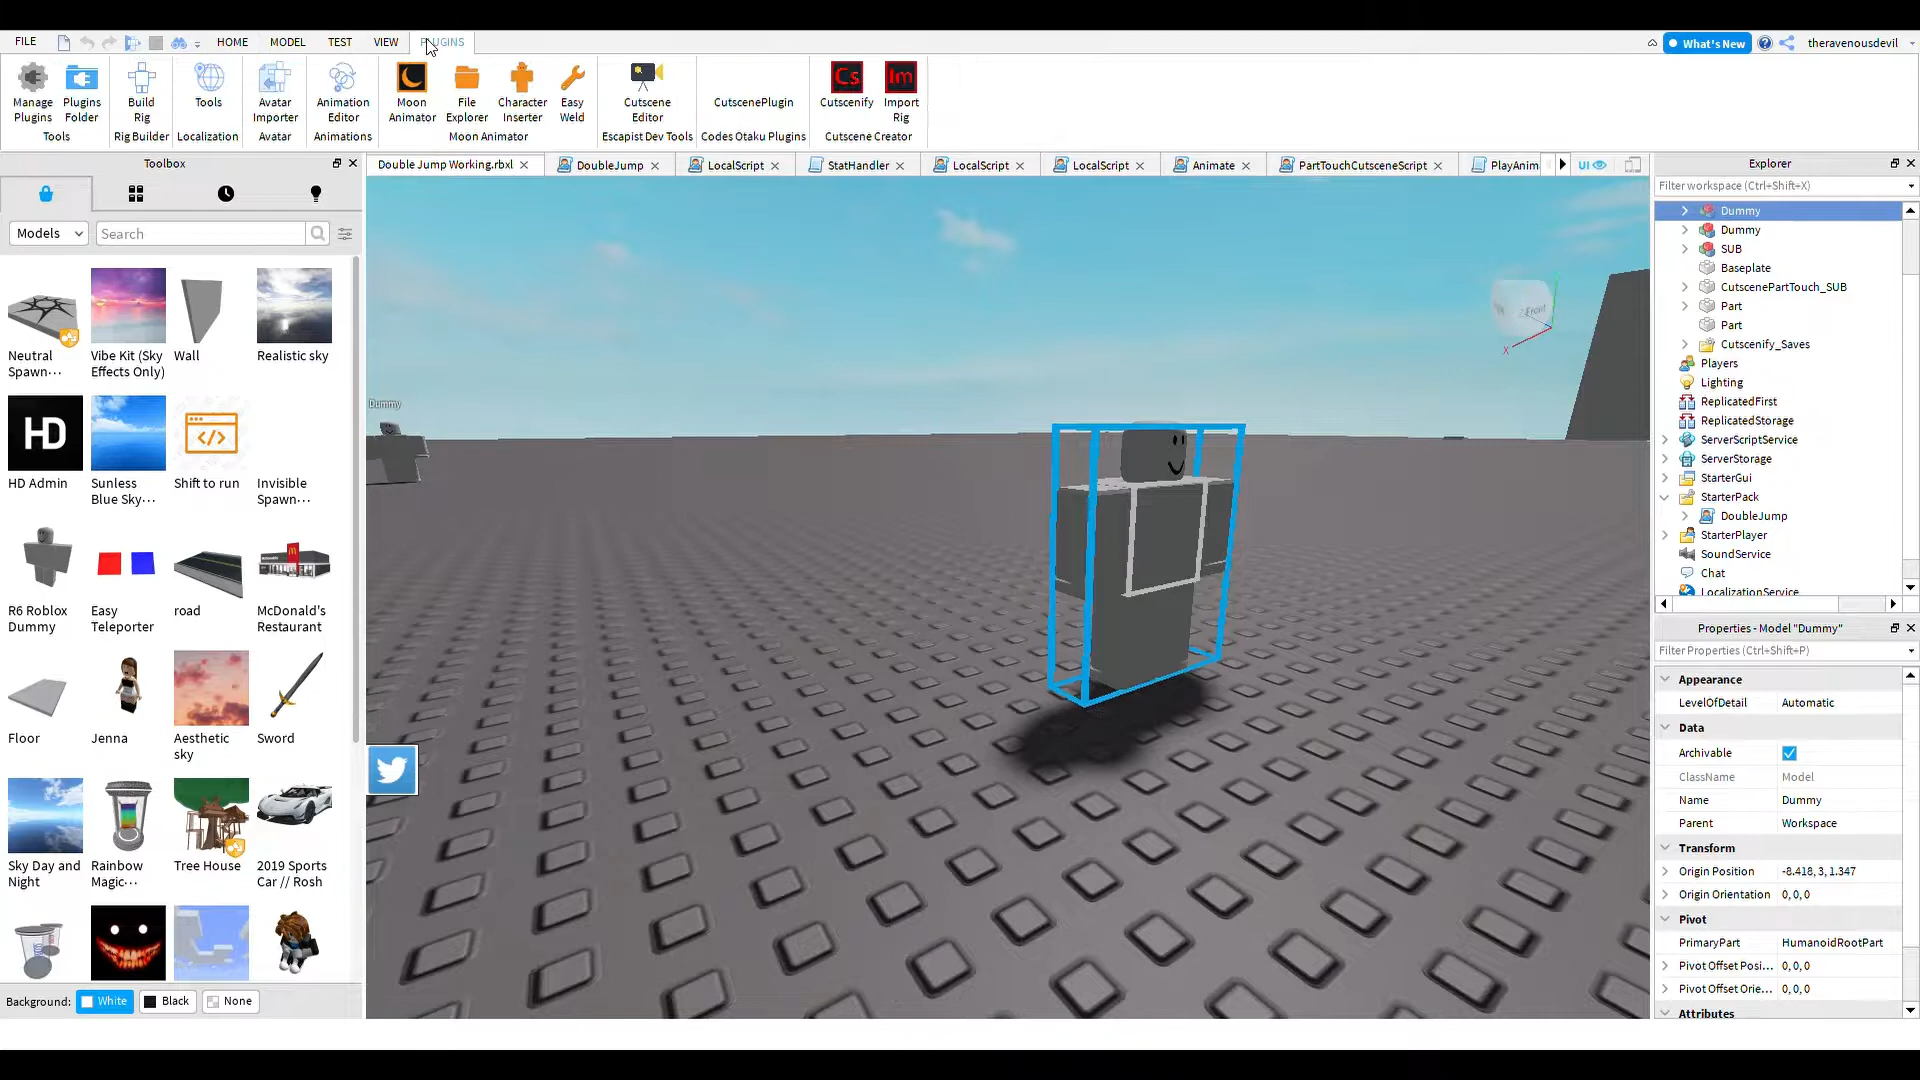 FILE
HOME
MODEL
TEST
VIEW
PLUGINS
What's New
theravenousdevil
Manage Plugins
Plugins Folder
Tools
Build Rig
Rig Builder
Tools
Localization
Avatar Importer
Avatar
Animation Editor
Animations
Moon Animator
File Explorer
Character Inserter
Easy Weld
Moon Animator
Cutscene Editor
Escapist Dev Tools
CutscenePlugin
Codes Otaku Plugins
Cs
Cutscenify
Im
Import Rig
Cutscene Creator
Toolbox
Double Jump Working.rbxl
DoubleJump
LocalScript
StatHandler
LocalScript
LocalScript
Animate
PartTouchCutsceneScript
PlayAnim
UI
Models
Search
Neutral Spawn···
Vibe Kit (Sky Effects Only)
Wall
Realistic sky
HD
HD Admin
Sunless Blue Sky···
Shift to run
Invisible Spawn···
R6 Roblox Dummy
Easy Teleporter
road
McDonald's Restaurant
Floor
Jenna
Aesthetic sky
Sword
Sky Day and Night
Rainbow Magic···
Tree House
2019 Sports Car // Rosh
Background:
White
Black
None
Dummy
Front
X
Explorer
Filter workspace (Ctrl+Shift+X)
Dummy
Dummy
SUB
Baseplate
CutscenePartTouch_SUB
Part
Part
Cutscenify_Saves
Players
Lighting
ReplicatedFirst
ReplicatedStorage
ServerScriptService
ServerStorage
StarterGui
StarterPack
DoubleJump
StarterPlayer
SoundService
Chat
LocalizationService
Properties - Model "Dummy"
Filter Properties (Ctrl+Shift+P)
Appearance
LevelOfDetail Automatic
Data
Archivable
ClassName Model
Name Dummy
Parent Workspace
Transform
Origin Position -8.418, 3, 1.347
Origin Orientation 0, 0, 0
Pivot
PrimaryPart HumanoidRootPart
Pivot Offset Posi... 0, 0, 0
Pivot Offset Orie... 0, 0, 0
Attributes